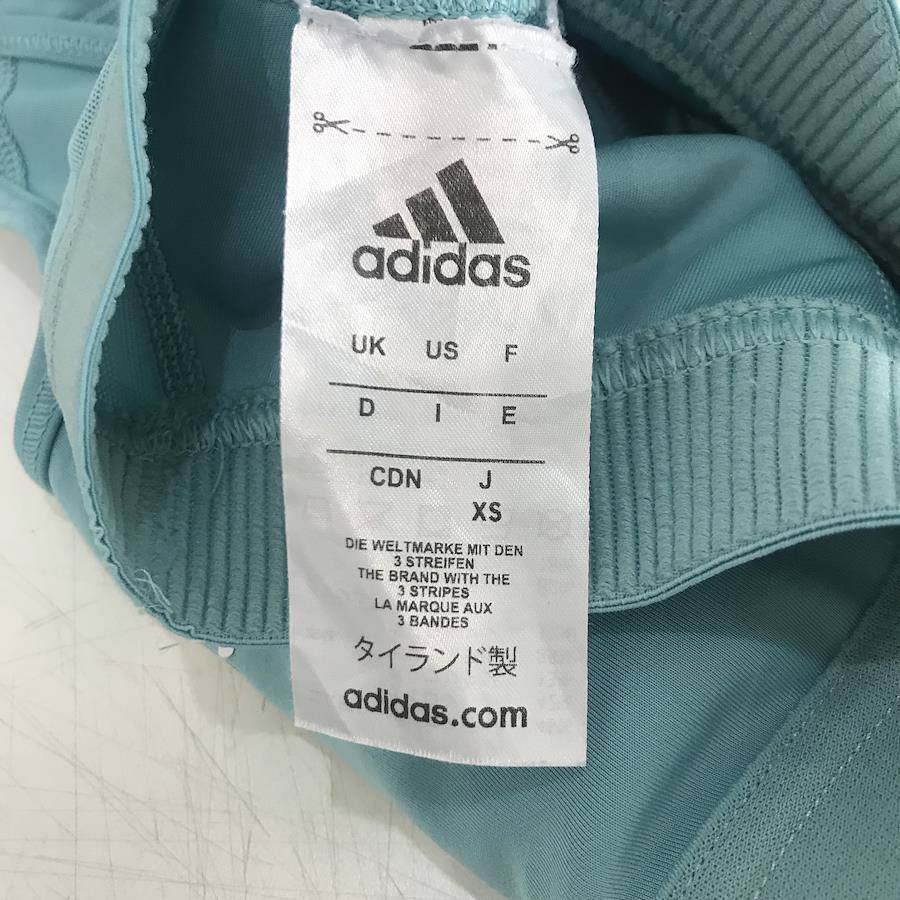 adidas
UK US F
D I E
CDN J
XS
DIE WELTMARKE MIT DEN
3 STREIFEN
THE BRAND WITH THE
3 STRIPES
LA MARQUE AUX
3 BANDES
タイランド製
adidas.com